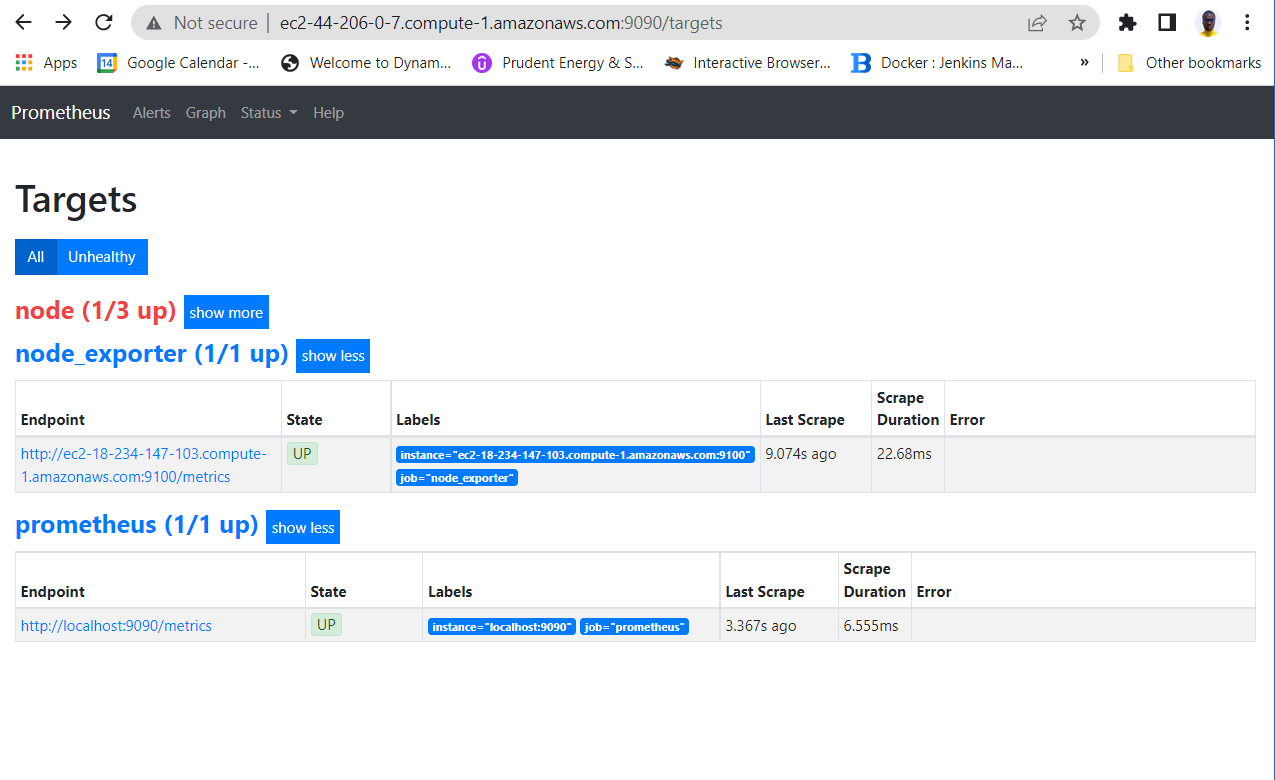 Not secure | ec2-44-206-0-7.compute-1.amazonaws.com:9090/targets
Apps 14 Google Calendar -... Welcome to Dynam... Prudent Energy & S... Interactive Browser... B Docker : Jenkins Ma... » Other bookmarks
Prometheus Alerts Graph Status Help
Targets
All Unhealthy
node (1/3 up) show more
node_exporter (1/1 up) show less
Endpoint State Labels Last Scrape Scrape Duration Error
http://ec2-18-234-147-103.compute-1.amazonaws.com:9100/metrics UP instance="ec2-18-234-147-103.compute-1.amazonaws.com:9100" job="node_exporter" 9.074s ago 22.68ms
prometheus (1/1 up) show less
Endpoint State Labels Last Scrape Scrape Duration Error
http://localhost:9090/metrics UP instance="localhost:9090" job="prometheus" 3.367s ago 6.555ms